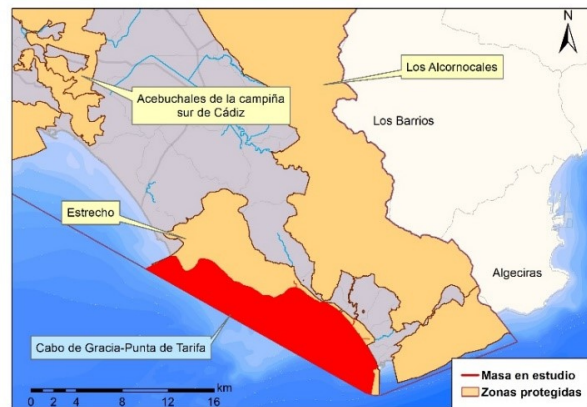 N
Los Alcornocales
Acebuchales de la campiña
sur de Cádiz
Los Barrios
Estrecho
Algeciras
Cabo de Gracia-Punta de Tarifa
km
0 2 4 8 12 16
Masa en estudio
Zonas protegidas